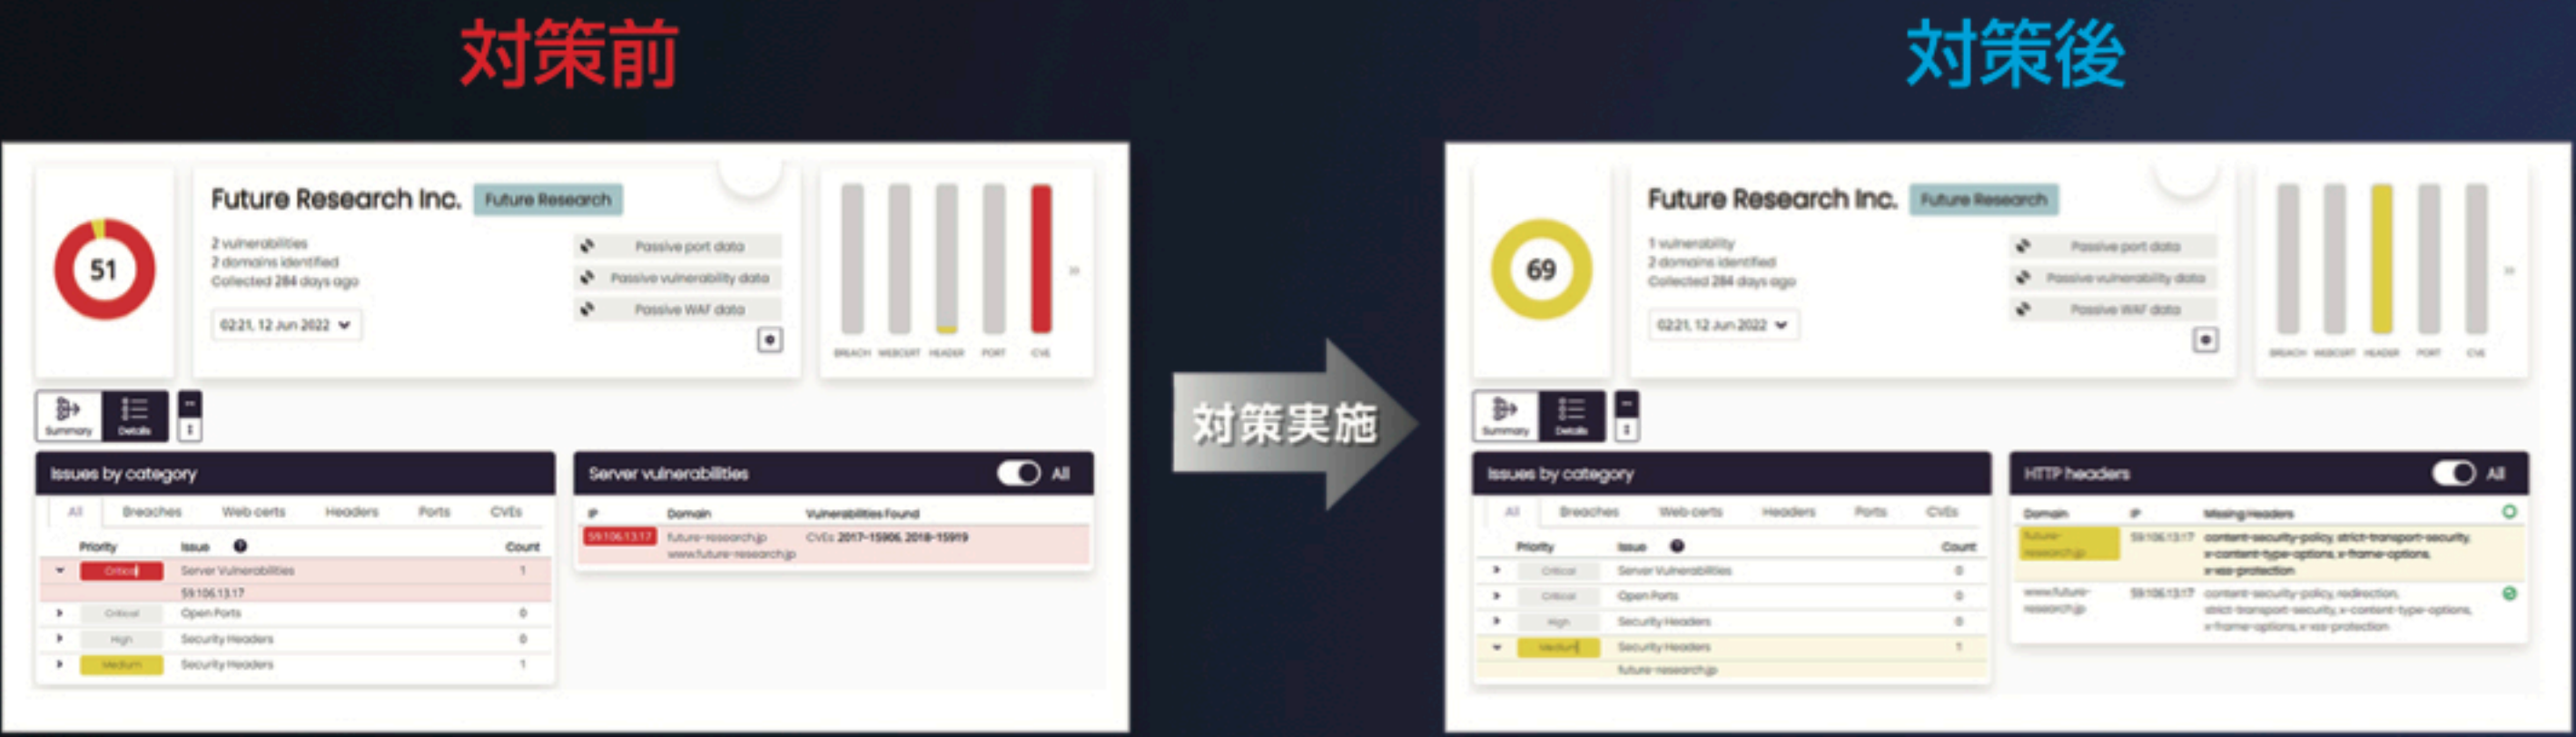 対策前
51
Future Research Inc. Future Research
2 vulnerabilities
2 domains identified
Collected 284 days ago
02:21, 12 Jun 2022
Passive port data
Passive vulnerability data
Passive WAF data
BREACH WEBCERT HEADER PORT CVE
Summary Details
Issues by category
All Breaches Web certs Headers Ports CVEs
Priority Issue Count
Critical Server Vulnerabilities 1
59.106.13.17
Critical Open Ports 0
High Security Headers 0
Medium Security Headers 1
Server vulnerabilities All
IP Domain Vulnerabilities Found
59.106.13.17 future-research.jp CVEs: 2017-15906, 2018-15919
www.future-research.jp
対策実施
対策後
69
Future Research Inc. Future Research
1 vulnerability
2 domains identified
Collected 284 days ago
02:21, 12 Jun 2022
Passive port data
Passive vulnerability data
Passive WAF data
BREACH WEBCERT HEADER PORT CVE
Summary Details
Issues by category
All Breaches Web certs Headers Ports CVEs
Priority Issue Count
Critical Server Vulnerabilities 0
Critical Open Ports 0
High Security Headers 0
Medium Security Headers 1
future-research.jp
HTTP headers All
Domain IP Missing Headers
future-research.jp 59.106.13.17 content-security-policy, strict-transport-security,
x-content-type-options, x-frame-options,
x-xss-protection
www.future-research.jp 59.106.13.17 content-security-policy, redirection,
strict-transport-security, x-content-type-options,
x-frame-options, x-xss-protection